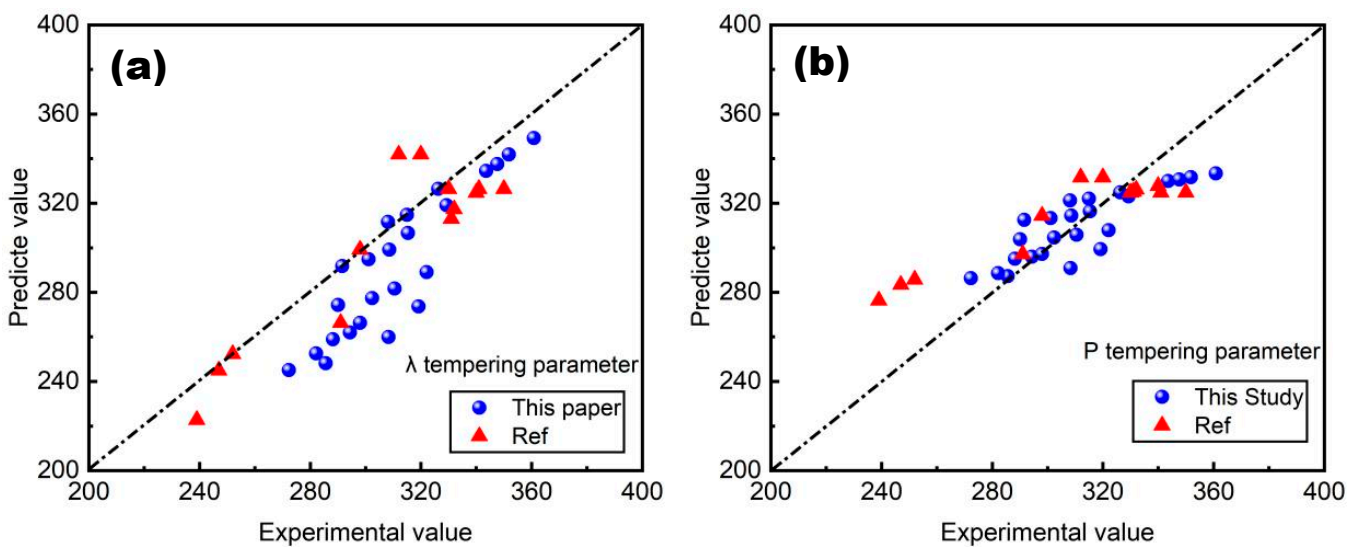 (a)
400
360
320
280
240
200
Predicte value
λ tempering parameter
This paper
Ref
200 240 280 320 360 400
Experimental value
(b)
400
360
320
280
240
200
Predicte value
P tempering parameter
This Study
Ref
200 240 280 320 360 400
Experimental value